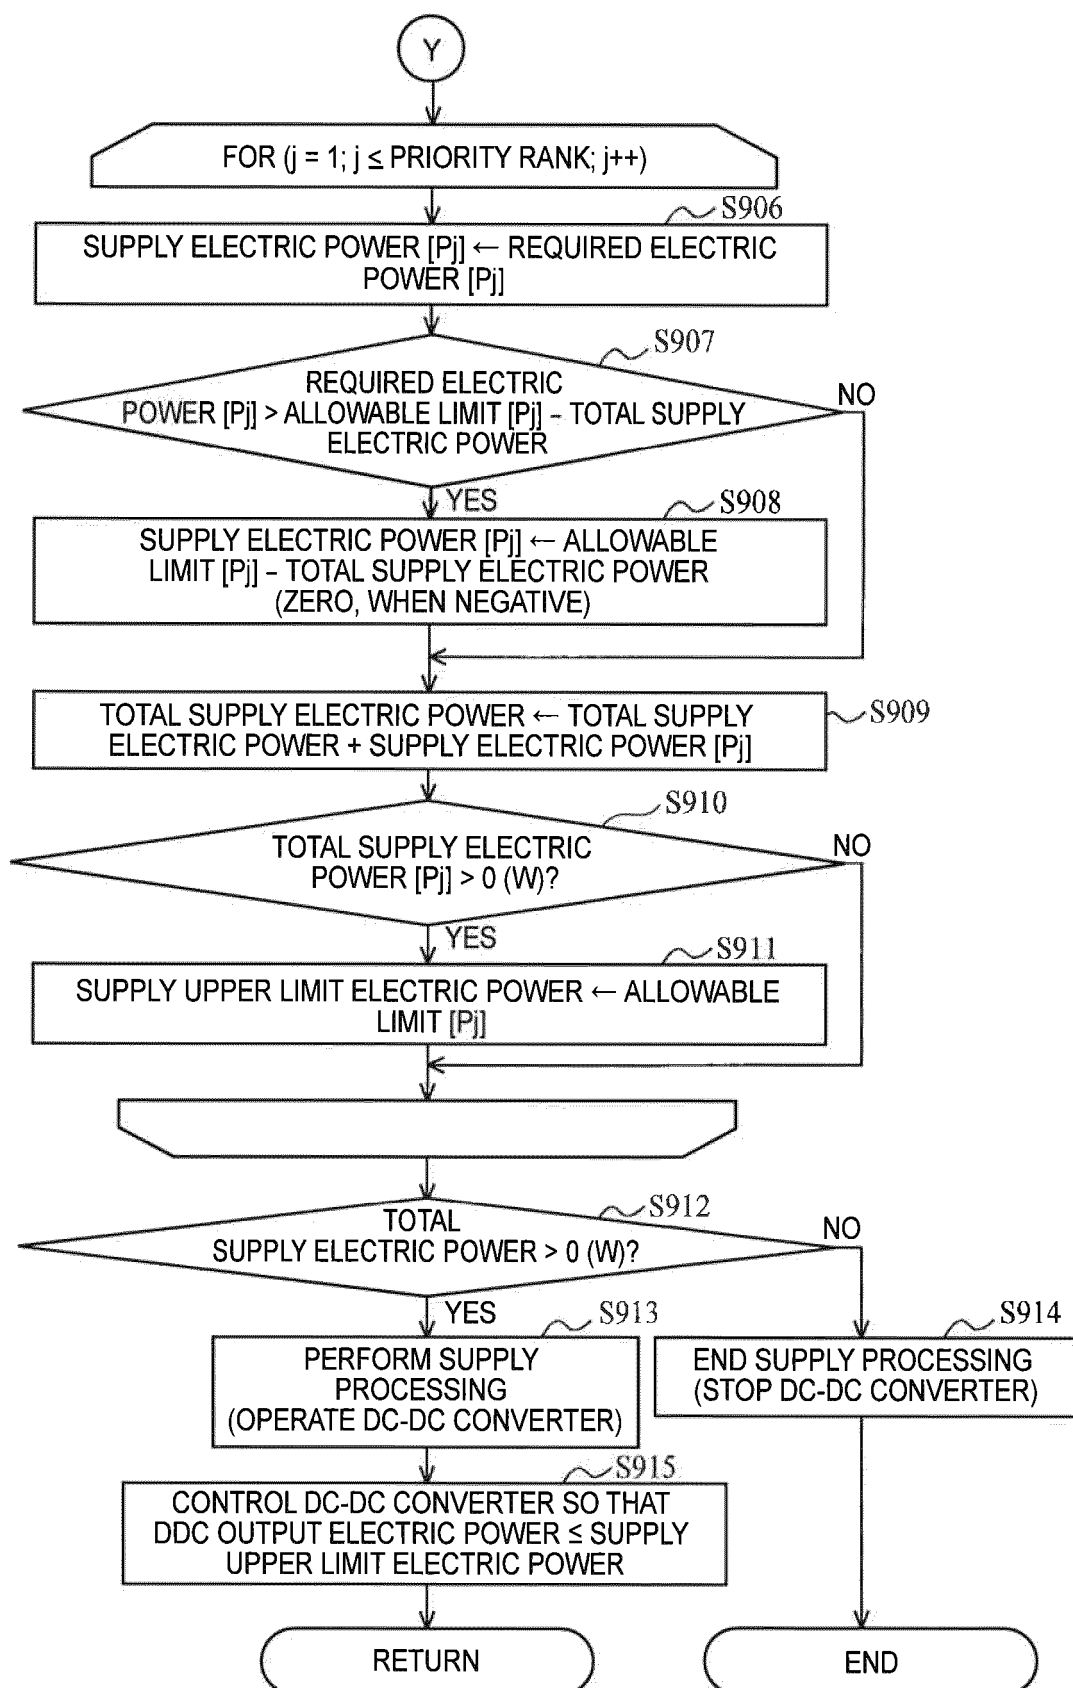 Y
FOR (j = 1; j ≤ PRIORITY RANK; j++)
S906
SUPPLY ELECTRIC POWER [Pj] ← REQUIRED ELECTRIC
POWER [Pj]
S907
REQUIRED ELECTRIC
POWER [Pj] > ALLOWABLE LIMIT [Pj] – TOTAL SUPPLY
ELECTRIC POWER
NO
YES
S908
SUPPLY ELECTRIC POWER [Pj] ← ALLOWABLE
LIMIT [Pj] – TOTAL SUPPLY ELECTRIC POWER
(ZERO, WHEN NEGATIVE)
TOTAL SUPPLY ELECTRIC POWER ← TOTAL SUPPLY
ELECTRIC POWER + SUPPLY ELECTRIC POWER [Pj]
S909
S910
TOTAL SUPPLY ELECTRIC
POWER [Pj] > 0 (W)?
NO
YES
S911
SUPPLY UPPER LIMIT ELECTRIC POWER ← ALLOWABLE
LIMIT [Pj]
S912
TOTAL
SUPPLY ELECTRIC POWER > 0 (W)?
NO
YES
S913
PERFORM SUPPLY
PROCESSING
(OPERATE DC-DC CONVERTER)
S914
END SUPPLY PROCESSING
(STOP DC-DC CONVERTER)
S915
CONTROL DC-DC CONVERTER SO THAT
DDC OUTPUT ELECTRIC POWER ≤ SUPPLY
UPPER LIMIT ELECTRIC POWER
RETURN
END